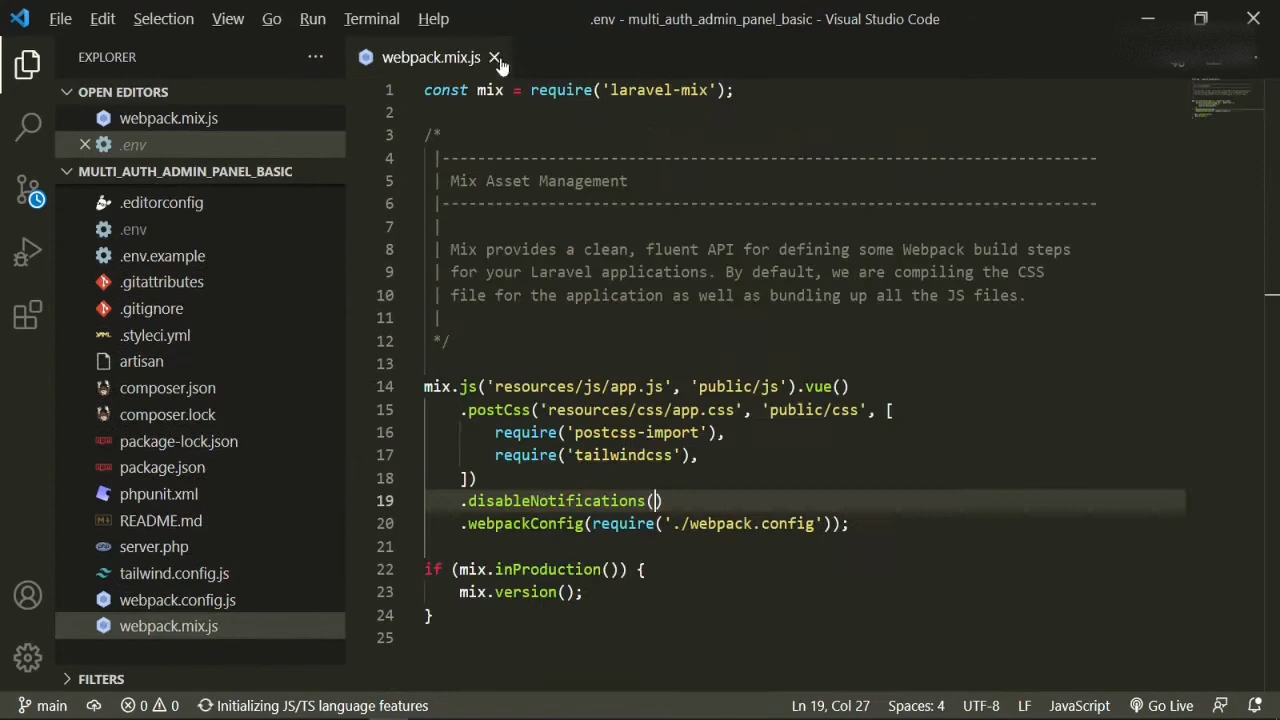 File Edit Selection View Go Run Terminal Help
.env - multi_auth_admin_panel_basic - Visual Studio Code
EXPLORER
OPEN EDITORS
webpack.mix.js
.env
MULTI_AUTH_ADMIN_PANEL_BASIC
.editorconfig
.env
.env.example
.gitattributes
.gitignore
.styleci.yml
artisan
composer.json
composer.lock
package-lock.json
package.json
phpunit.xml
README.md
server.php
tailwind.config.js
webpack.config.js
webpack.mix.js
FILTERS
webpack.mix.js
1 const mix = require('laravel-mix');
2
3 /*
4 |--------------------------------------------------------------------------
5 | Mix Asset Management
6 |--------------------------------------------------------------------------
7 |
8 | Mix provides a clean, fluent API for defining some Webpack build steps
9 | for your Laravel applications. By default, we are compiling the CSS
10 | file for the application as well as bundling up all the JS files.
11 |
12 */
13
14 mix.js('resources/js/app.js', 'public/js').vue()
15 .postCss('resources/css/app.css', 'public/css', [
16 require('postcss-import'),
17 require('tailwindcss'),
18 ])
19 .disableNotifications()
20 .webpackConfig(require('./webpack.config'));
21
22 if (mix.inProduction()) {
23 mix.version();
24 }
25
main 0 0 Initializing JS/TS language features
Ln 19, Col 27 Spaces: 4 UTF-8 LF JavaScript Go Live